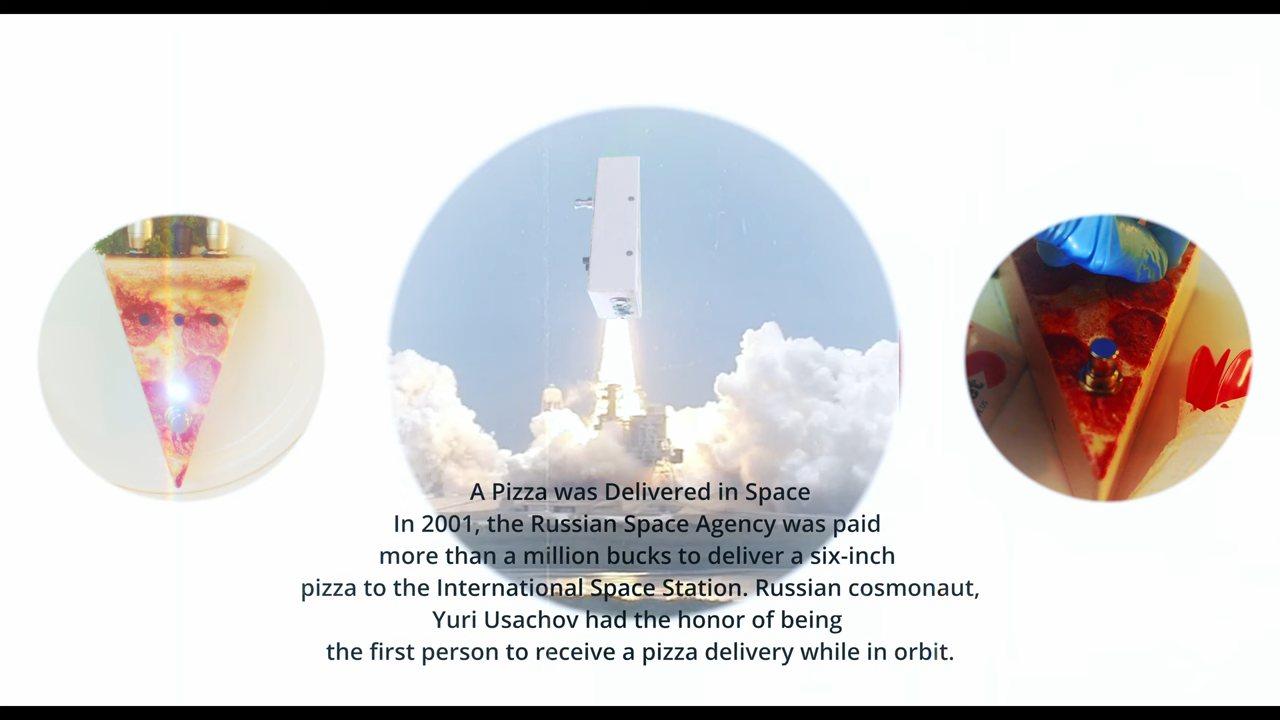 A Pizza was Delivered in Space
In 2001, the Russian Space Agency was paid
more than a million bucks to deliver a six-inch
pizza to the International Space Station. Russian cosmonaut,
Yuri Usachov had the honor of being
the first person to receive a pizza delivery while in orbit.